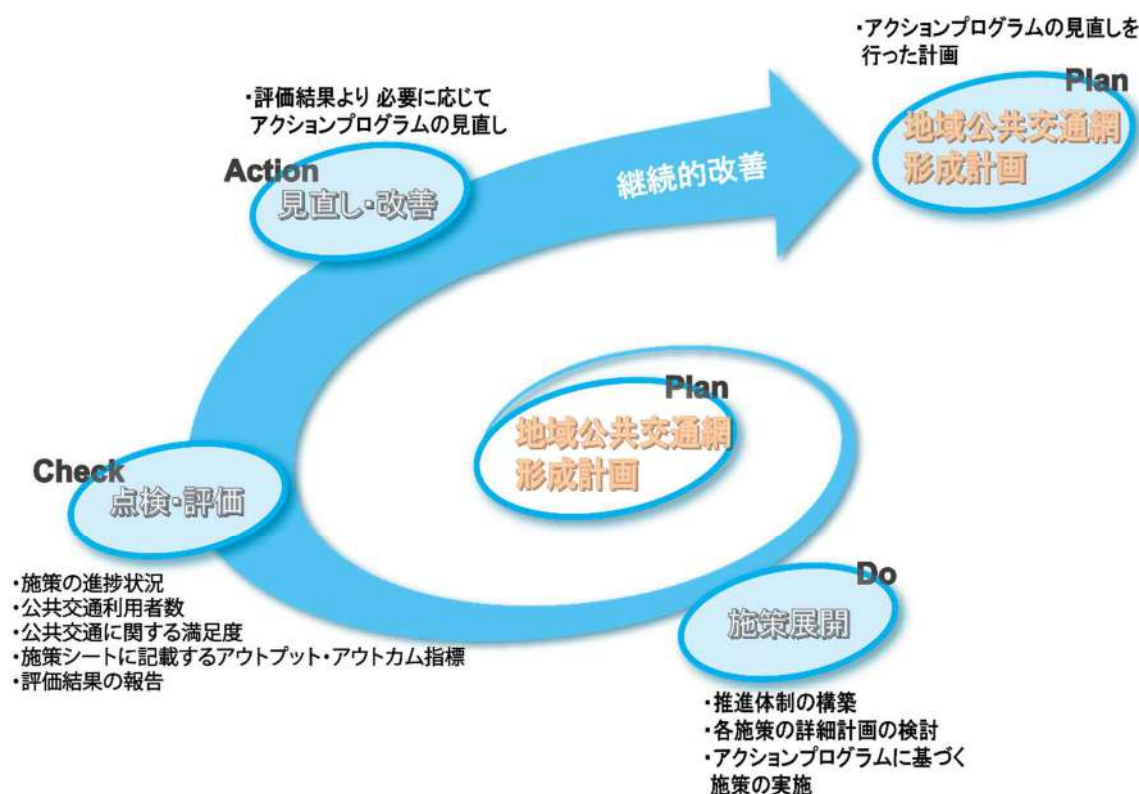 ・アクションプログラムの見直しを
行った計画
Plan
地域公共交通網
形成計画
・評価結果より 必要に応じて
アクションプログラムの見直し
Action
見直し・改善
継続的改善
Plan
地域公共交通網
形成計画
Check
点検・評価
・施策の進捗状況
・公共交通利用者数
・公共交通に関する満足度
・施策シートに記載するアウトプット・アウトカム指標
・評価結果の報告
Do
施策展開
・推進体制の構築
・各施策の詳細計画の検討
・アクションプログラムに基づく
施策の実施